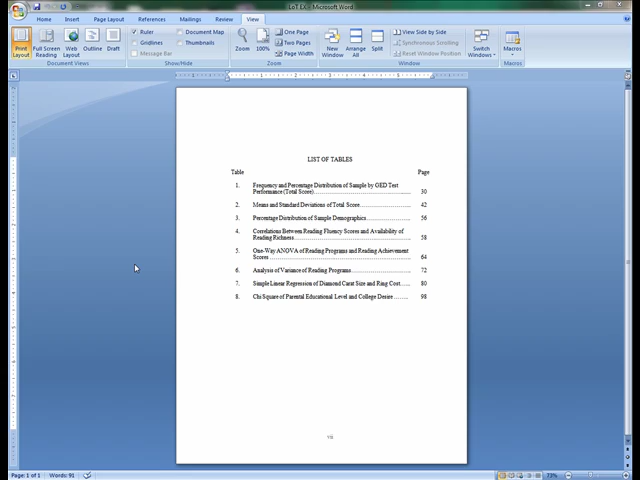 LoT EX - Microsoft Word
Home Insert Page Layout References Mailings Review View
Print Layout Full Screen Reading Web Layout Outline Draft
Ruler Document Map
Gridlines Thumbnails
Message Bar
Zoom 100% One Page Two Pages Page Width
New Window Arrange All Split
View Side by Side
Synchronous Scrolling
Reset Window Position
Switch Windows Macros
Document Views Show/Hide Zoom Window Macros
LIST OF TABLES
Table Page
1. Frequency and Percentage Distribution of Sample by GED Test
Performance (Total Score) 30
2. Means and Standard Deviations of Total Score 42
3. Percentage Distribution of Sample Demographics 56
4. Correlations Between Reading Fluency Scores and Availability of
Reading Richness 58
5. One-Way ANOVA of Reading Programs and Reading Achievement
Scores 64
6. Analysis of Variance of Reading Programs 72
7. Simple Linear Regression of Diamond Carat Size and Ring Cost 80
8. Chi Square of Parental Educational Level and College Desire 98
Page: 1 of 1 Words: 91 73%